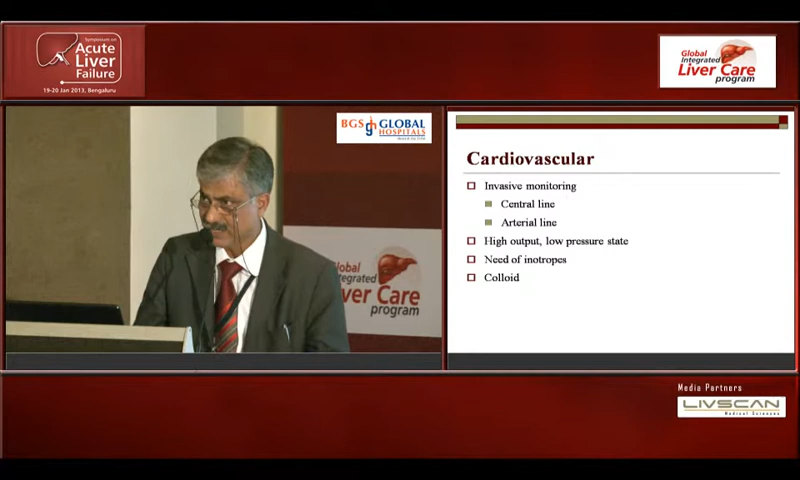 Symposium on
Acute
Liver
Failure
19-20 Jan 2013, Bengaluru
Global
Integrated
Liver Care
program
BGS GLOBAL
HOSPITALS
Global
Integrated
Liver Care
program
Cardiovascular
Invasive monitoring
Central line
Arterial line
High output, low pressure state
Need of inotropes
Colloid
Media Partners
LIVSCAN
Medical Sciences